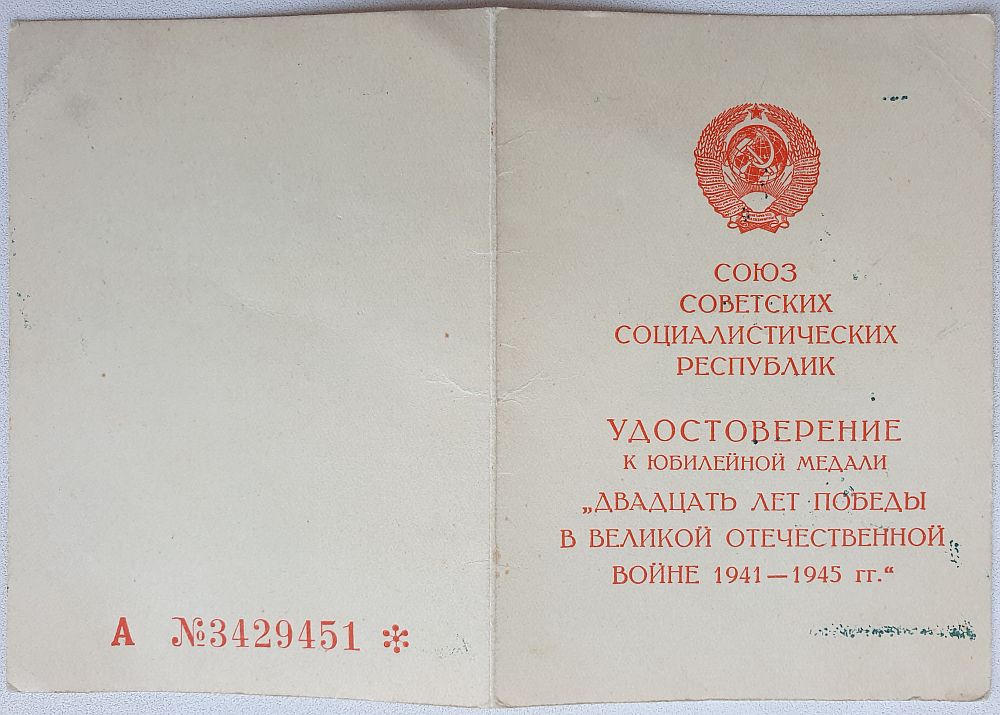 А №3429451 *
СОЮЗ
СОВЕТСКИХ
СОЦИАЛИСТИЧЕСКИХ
РЕСПУБЛИК
УДОСТОВЕРЕНИЕ
К ЮБИЛЕЙНОЙ МЕДАЛИ
„ДВАДЦАТЬ ЛЕТ ПОБЕДЫ
В ВЕЛИКОЙ ОТЕЧЕСТВЕННОЙ
ВОЙНЕ 1941—1945 гг.“